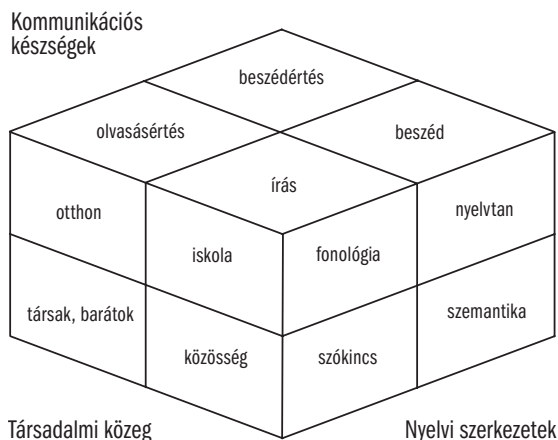 Kommunikációs
készségek
beszédértés
olvasásértés
beszéd
írás
otthon
nyelvtan
iskola
fonológia
társak, barátok
szemantika
közösség
szókincs
Társadalmi közeg
Nyelvi szerkezetek